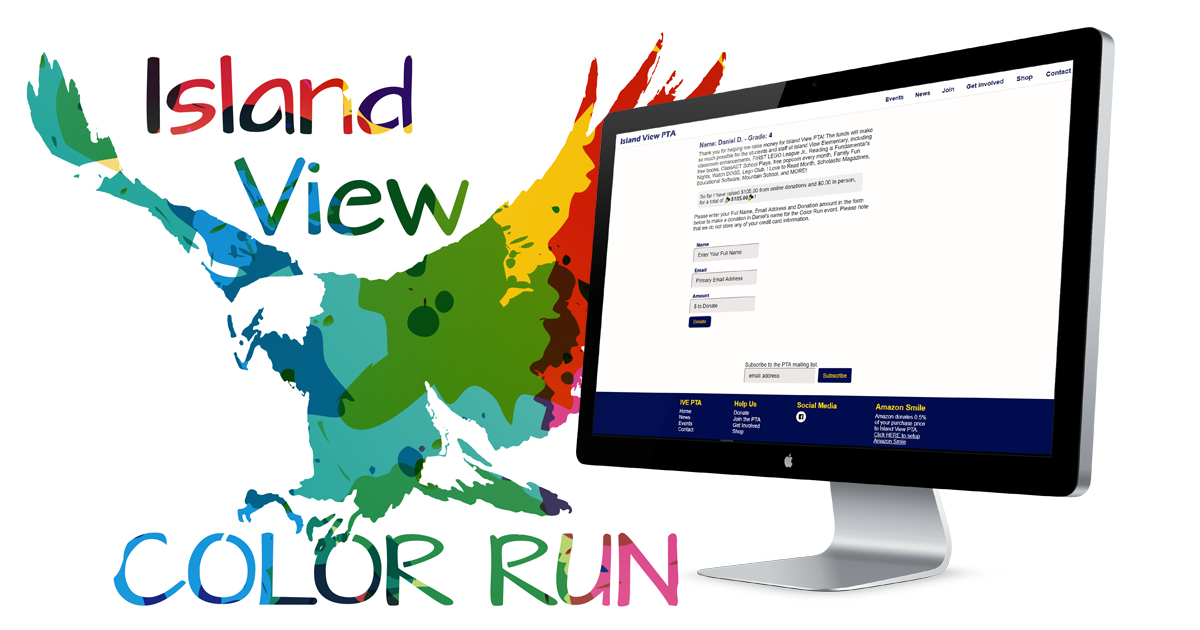 Island
View
COLOR RUN
Island View PTA
Events News Join Get Involved Shop Contact
Name: Daniel D. - Grade: 4
Thank you for helping me raise money for Island View PTA! The funds will make
so much possible for the students and staff at Island View Elementary, including
classroom enhancements, FIRST LEGO League Jr., Reading is Fundamental's
free books, ClassACT School Plays, free popcorn every month, Family Fun
Nights, Watch DOGS, Lego Club, I Love to Read Month, Scholastic Magazines,
Educational Software, Mountain School, and MORE!
So far I have raised $105.00 from online donations and $0.00 in person,
for a total of 🎉$105.00🎉!
Please enter your Full Name, Email Address and Donation amount in the form
below to make a donation in Daniel's name for the Color Run event. Please note
that we do not store any of your credit card information.
Name
Enter Your Full Name
Email
Primary Email Address
Amount
$ to Donate
Donate
Subscribe to the PTA mailing list.
email address Subscribe
IVE PTA
Home
News
Events
Contact
Help Us
Donate
Join the PTA
Get Involved
Shop
Social Media
Amazon Smile
Amazon donates 0.5%
of your purchase price
to Island View PTA.
Click HERE to setup
Amazon Smile